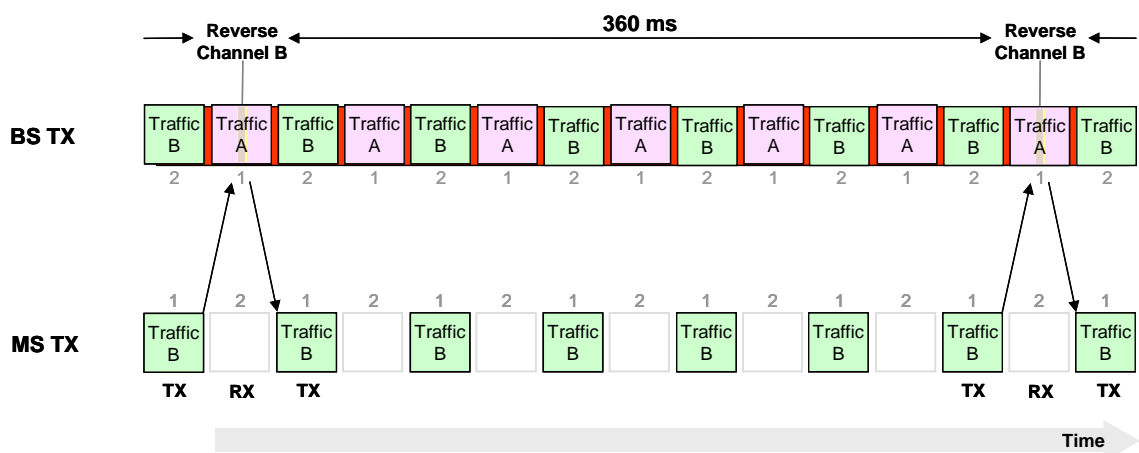 360 ms
Reverse Channel B Reverse Channel B
BS TX
Traffic B Traffic A Traffic B Traffic A Traffic B Traffic A Traffic B Traffic A Traffic B Traffic A Traffic B Traffic A Traffic B Traffic A Traffic B
2 1 2 1 2 1 2 1 2 1 2 1 2 1 2
1 2 1 2 1 2 1 2 1 2 1 2 1 2 1
MS TX
Traffic B Traffic B Traffic B Traffic B Traffic B Traffic B Traffic B Traffic B
TX RX TX TX RX TX
Time